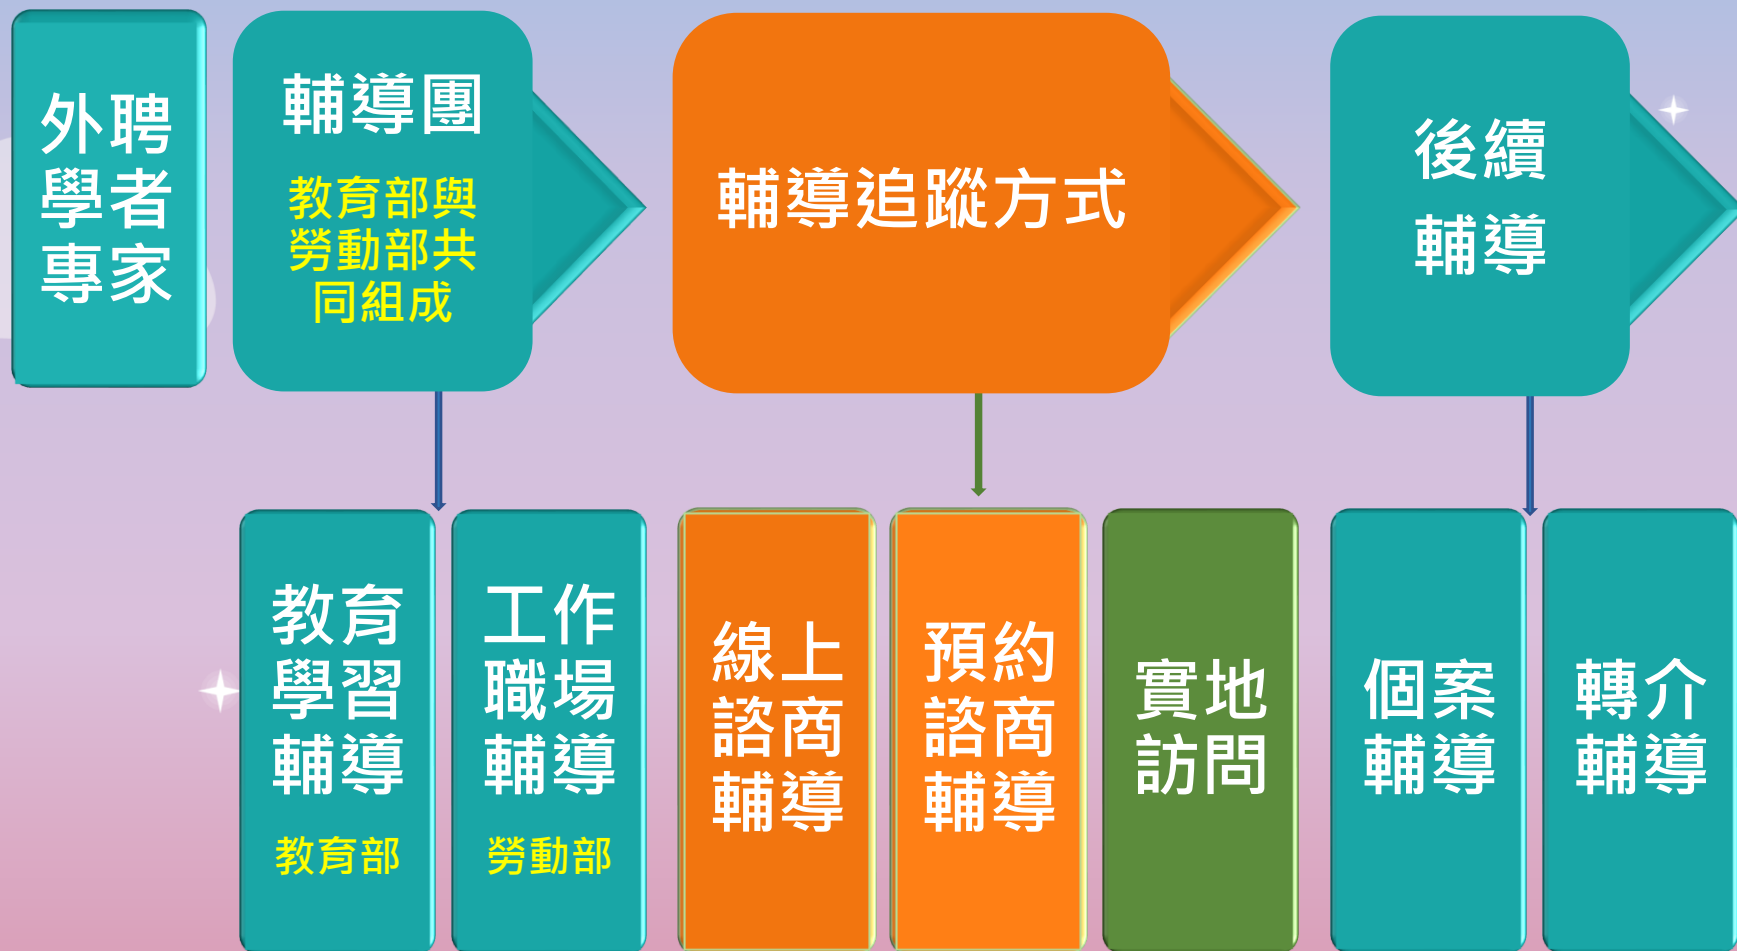 外聘
學者
專家
輔導團
教育部與
勞動部共
同組成
輔導追蹤方式
後續
輔導
教育
學習
輔導
教育部
工作
職場
輔導
勞動部
線上
諮商
輔導
預約
諮商
輔導
實地
訪問
個案
輔導
轉介
輔導